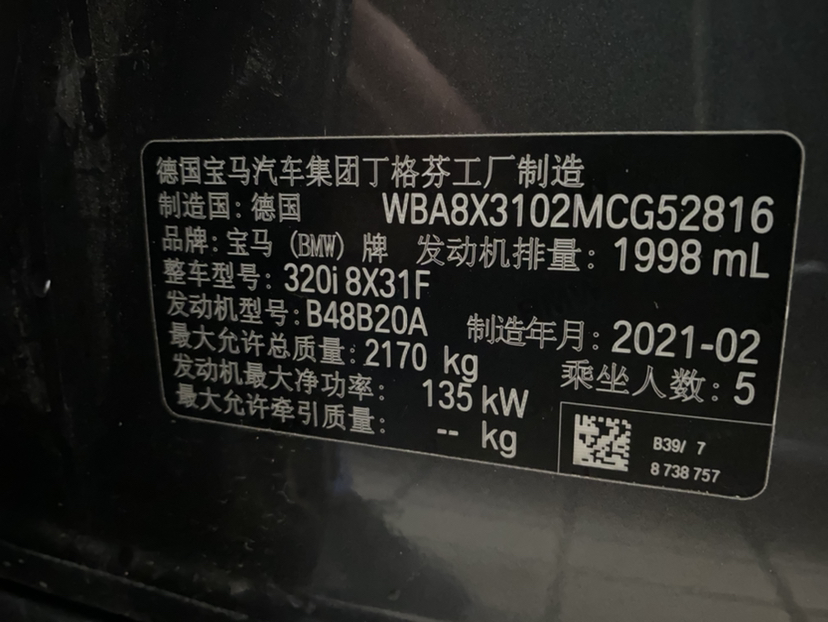 德国宝马汽车集团丁格芬工厂制造
制造国：德国 WBA8X3102MCG52816
品牌：宝马（BMW）牌 发动机排量：1998 mL
整车型号：320i 8X31F
发动机型号：B48B20A 制造年月：2021-02
最大允许总质量：2170 kg 乘坐人数：5
发动机最大净功率： 135 kW
最大允许牵引质量： -- kg
B39/ 7
8 738 757